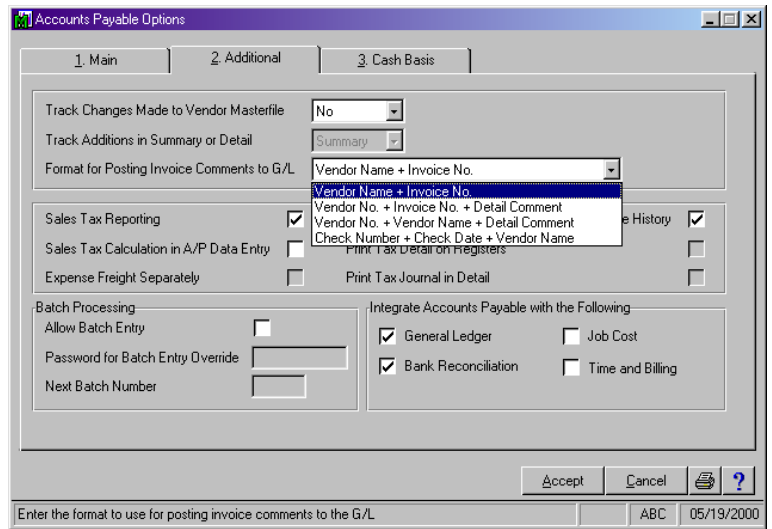 Accounts Payable Options
1. Main
2. Additional
3. Cash Basis
Track Changes Made to Vendor Masterfile
No
Track Additions in Summary or Detail
Summary
Format for Posting Invoice Comments to G/L
Vendor Name + Invoice No.
Vendor Name + Invoice No.
Vendor No. + Invoice No. + Detail Comment
Vendor No. + Vendor Name + Detail Comment
Check Number + Check Date + Vendor Name
Sales Tax Reporting
History
Sales Tax Calculation in A/P Data Entry
Print Tax Detail on Registers
Expense Freight Separately
Print Tax Journal in Detail
Batch Processing
Allow Batch Entry
Password for Batch Entry Override
Next Batch Number
Integrate Accounts Payable with the Following
General Ledger
Job Cost
Bank Reconciliation
Time and Billing
Accept
Cancel
?
Enter the format to use for posting invoice comments to the G/L
ABC
05/19/2000